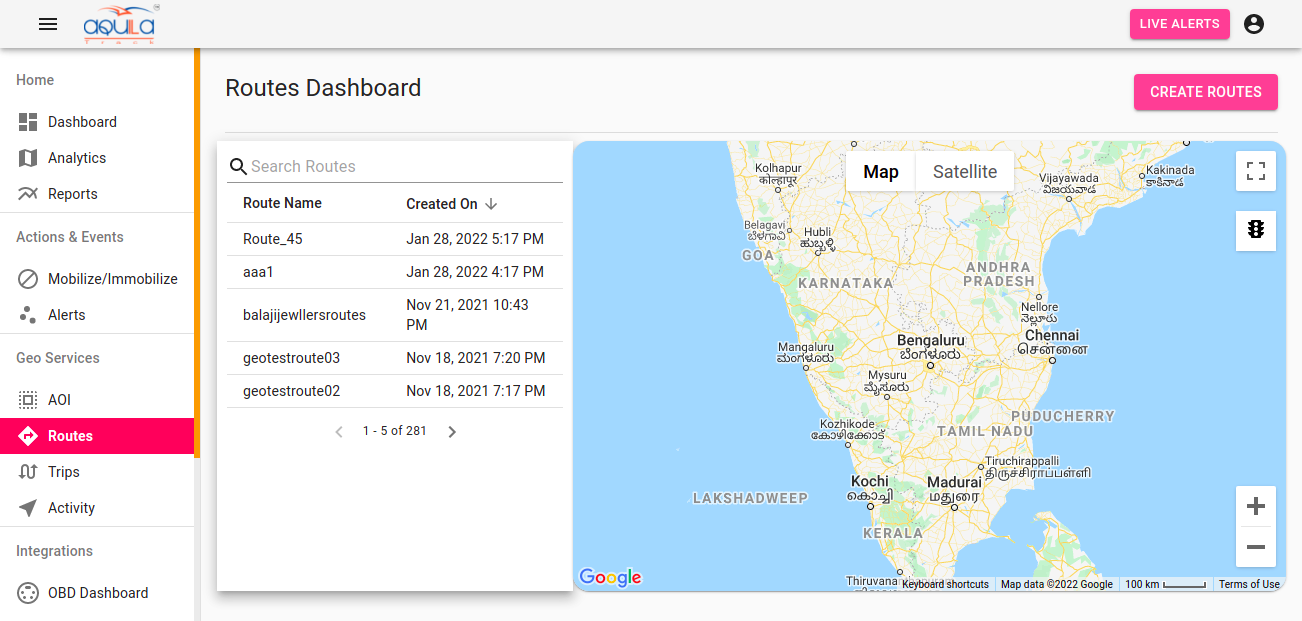 AQUILA
Track
LIVE ALERTS
Home
Dashboard
Analytics
Reports
Actions & Events
Mobilize/Immobilize
Alerts
Geo Services
AOI
Routes
Trips
Activity
Integrations
OBD Dashboard
Routes Dashboard
CREATE ROUTES
Search Routes
Route Name Created On
Route_45 Jan 28, 2022 5:17 PM
aaa1 Jan 28, 2022 4:17 PM
balajijewllersroutes Nov 21, 2021 10:43
PM
geotestroute03 Nov 18, 2021 7:20 PM
geotestroute02 Nov 18, 2021 7:17 PM
1 - 5 of 281
Map Satellite
Kolhapur
कोल्हापूर
Vijayawada
విజయవాడ
Kakinada
కాకినాడ
Belagavi
ಬೆಳಗಾವಿ
Hubli
ಹುಬ್ಬಳ್ಳಿ
GOA
KARNATAKA
ANDHRA
PRADESH
Nellore
నెల్లూరు
Chennai
சென்னை
Bengaluru
ಬೆಂಗಳೂರು
Mangaluru
ಮಂಗಳೂರು
Mysuru
ಮೈಸೂರು
PUDUCHERRY
Kozhikode
കോഴിക്കോട്
TAMIL NADU
Tiruchirappalli
திருச்சிராப்பள்ளி
Kochi
കൊച്ചി
Madurai
மதுரை
LAKSHADWEEP
KERALA
Google
Keyboard shortcuts
Map data ©2022 Google
100 km
Terms of Use